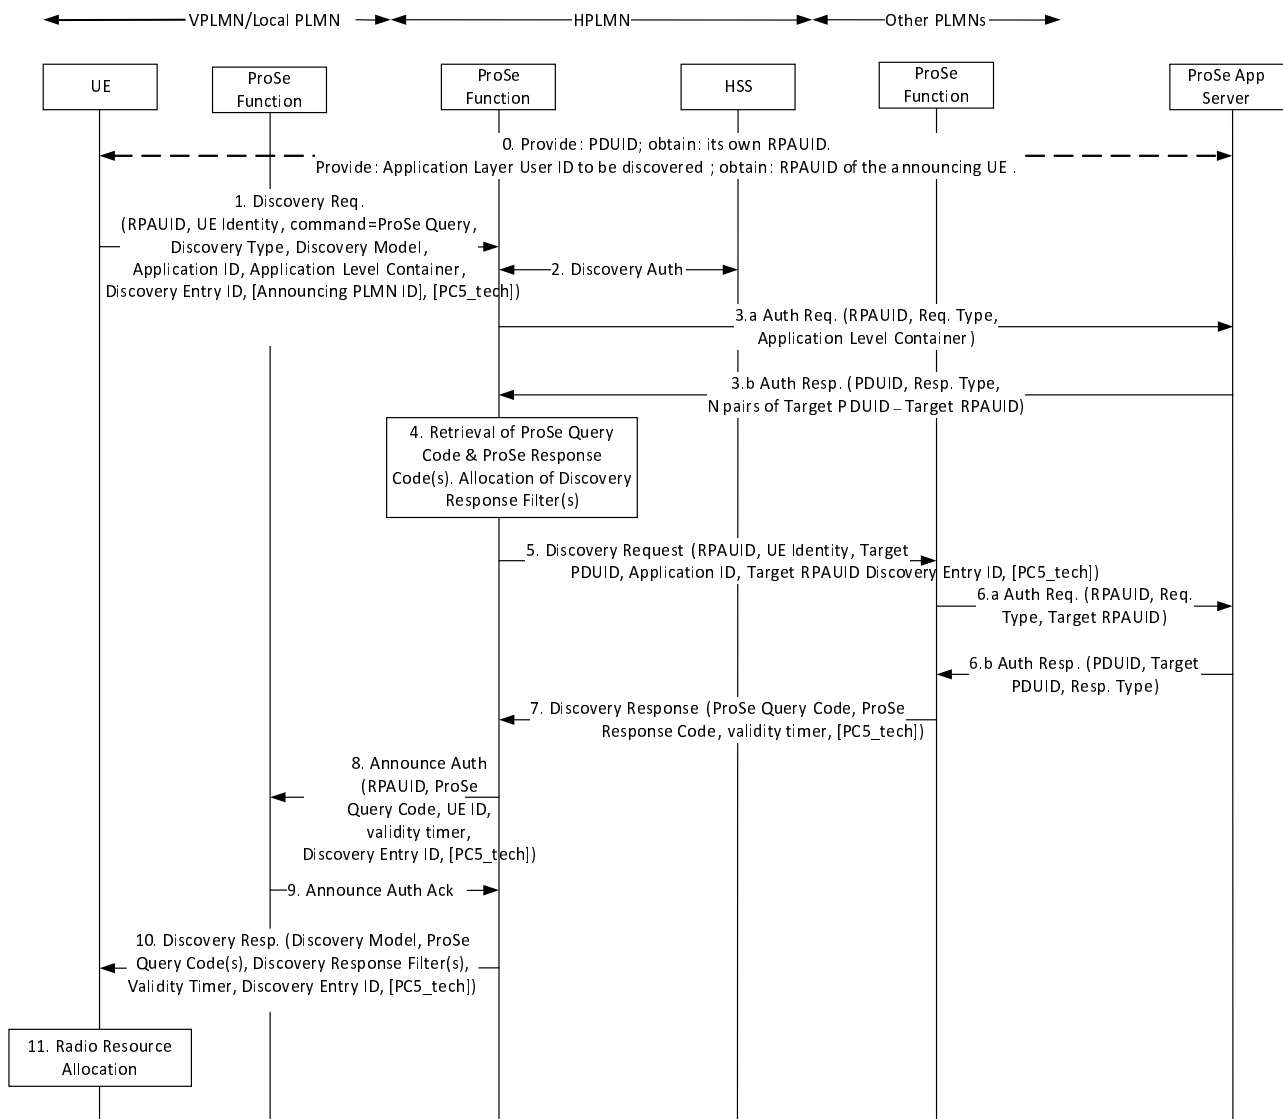 VPLMN/Local PLMN
HPLMN
Other PLMNs
UE
ProSe
Function
ProSe
Function
HSS
ProSe
Function
ProSe App
Server
0. Provide: PDUID; obtain: its own RPAUID.
Provide: Application Layer User ID to be discovered ; obtain: RPAUID of the announcing UE .
1. Discovery Req.
(RPAUID, UE Identity, command=ProSe Query,
Discovery Type, Discovery Model,
Application ID, Application Level Container,
Discovery Entry ID, [Announcing PLMN ID], [PC5_tech])
2. Discovery Auth
3.a Auth Req. (RPAUID, Req. Type,
Application Level Container)
3.b Auth Resp. (PDUID, Resp. Type,
N pairs of Target PDUID – Target RPAUID)
4. Retrieval of ProSe Query
Code & ProSe Response
Code(s). Allocation of Discovery
Response Filter(s)
5. Discovery Request (RPAUID, UE Identity, Target
PDUID, Application ID, Target RPAUID Discovery Entry ID, [PC5_tech])
6.a Auth Req. (RPAUID, Req.
Type, Target RPAUID)
6.b Auth Resp. (PDUID, Target
PDUID, Resp. Type)
7. Discovery Response (ProSe Query Code, ProSe
Response Code, validity timer, [PC5_tech])
8. Announce Auth
(RPAUID, ProSe
Query Code, UE ID,
validity timer,
Discovery Entry ID, [PC5_tech])
9. Announce Auth Ack
10. Discovery Resp. (Discovery Model, ProSe
Query Code(s), Discovery Response Filter(s),
Validity Timer, Discovery Entry ID, [PC5_tech])
11. Radio Resource
Allocation